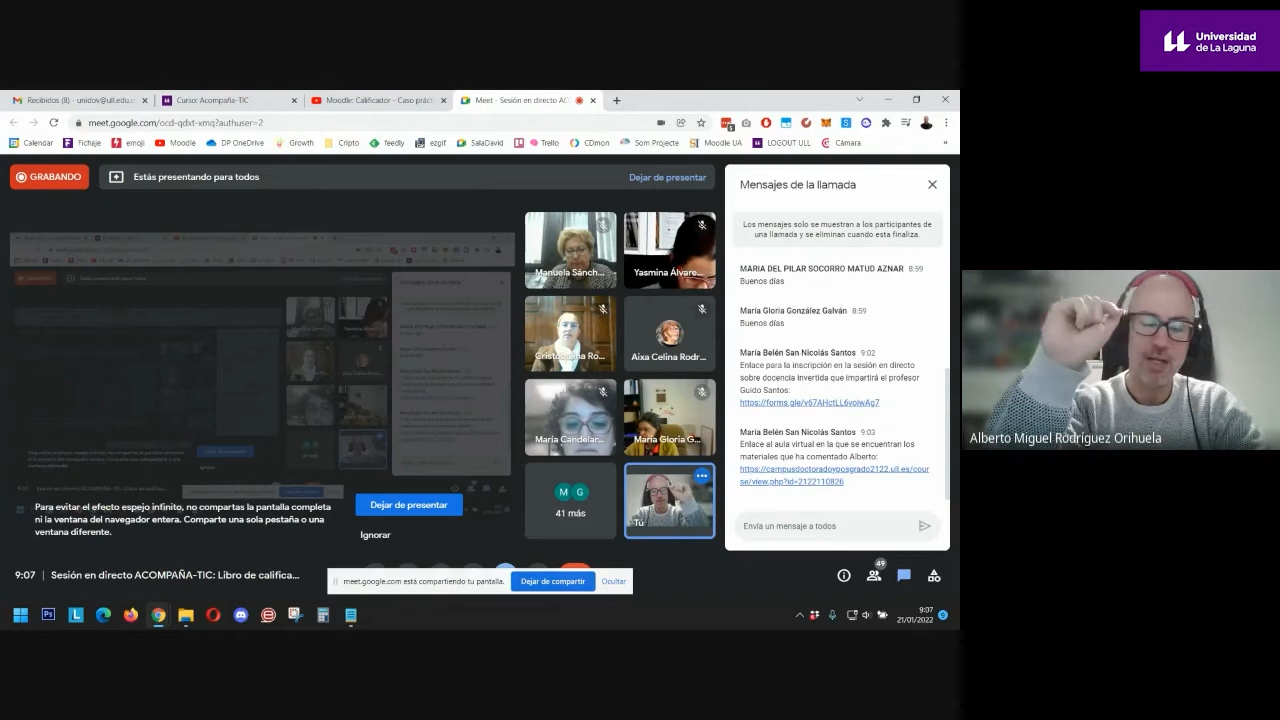 Universidad
de La Laguna
Recibidos (8) - unidov@ull.edu.e
Curso: Acompaña-TIC
Moodle: Calificador - Caso prácti
Meet - Sesión en directo AC
meet.google.com/ocd-qdxt-xmq?authuser=2
Calendar
Fichaje
emoji
Moodle
DP OneDrive
Growth
Cripto
feedly
ezgif
SalaDavid
Trello
CDmon
Som Projecte
Moodle UA
LOGOUT ULL
Cámara
GRABANDO
Estás presentando para todos
Dejar de presentar
Mensajes de la llamada
Los mensajes solo se muestran a los participantes de
una llamada y se eliminan cuando esta finaliza.
MARIA DEL PILAR SOCORRO MATUD AZNAR 8:59
Buenos días
María Gloria González Galván 8:59
Buenos días
María Belén San Nicolás Santos 9:02
Enlace para la inscripción en la sesión en directo
sobre docencia invertida que impartirá el profesor
Guido Santos:
https://forms.gle/v67AHctLL6voiwAg7
María Belén San Nicolás Santos 9:03
Enlace al aula virtual en la que se encuentran los
materiales que ha comentado Alberto:
https://campusdoctoradoyposgrado2122.ull.es/cour
se/view.php?id=2122110826
Envía un mensaje a todos
Manuela Sánch...
Yasmina Álvare...
Cristobalina Ro...
Aixa Celina Rodr...
María Candelar...
María Gloria G...
M G
41 más
Tú
Para evitar el efecto espejo infinito, no compartas la pantalla completa
ni la ventana del navegador entera. Comparte una sola pestaña o una
ventana diferente.
Dejar de presentar
Ignorar
9:07 | Sesión en directo ACOMPAÑA-TIC: Libro de califica...
meet.google.com está compartiendo tu pantalla.
Dejar de compartir
Ocultar
49
9:07
21/01/2022
Alberto Miguel Rodríguez Orihuela